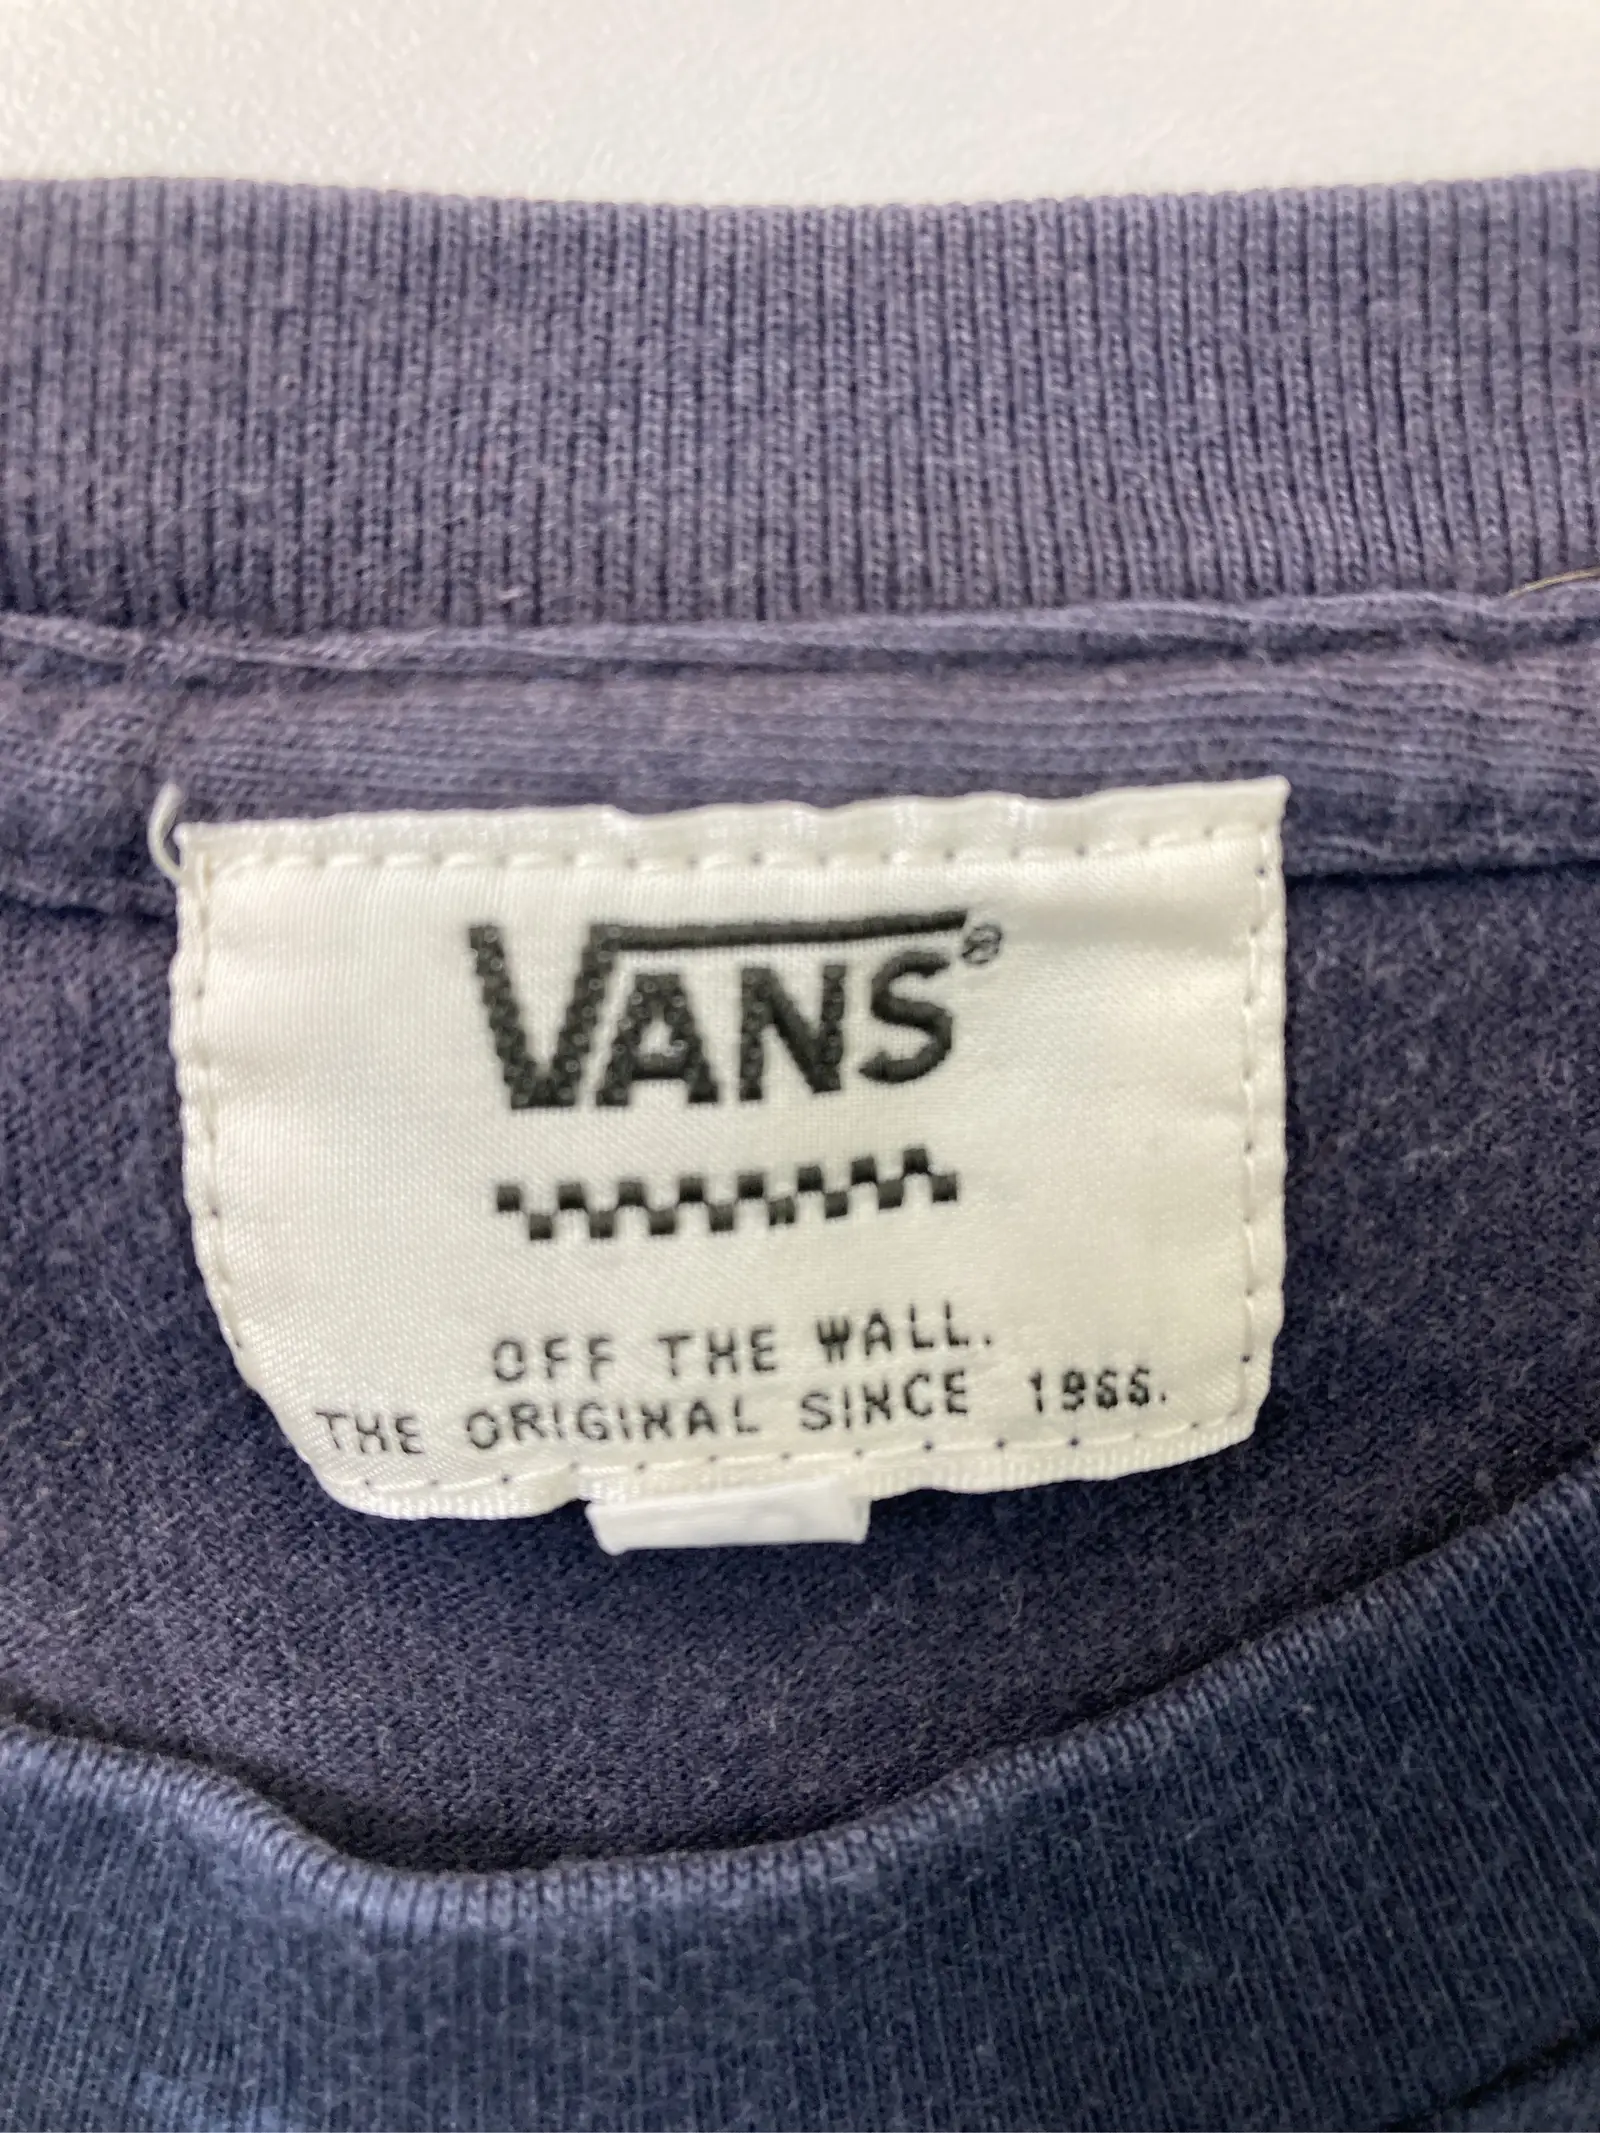 VANS®
OFF THE WALL.
THE ORIGINAL SINCE 1966.